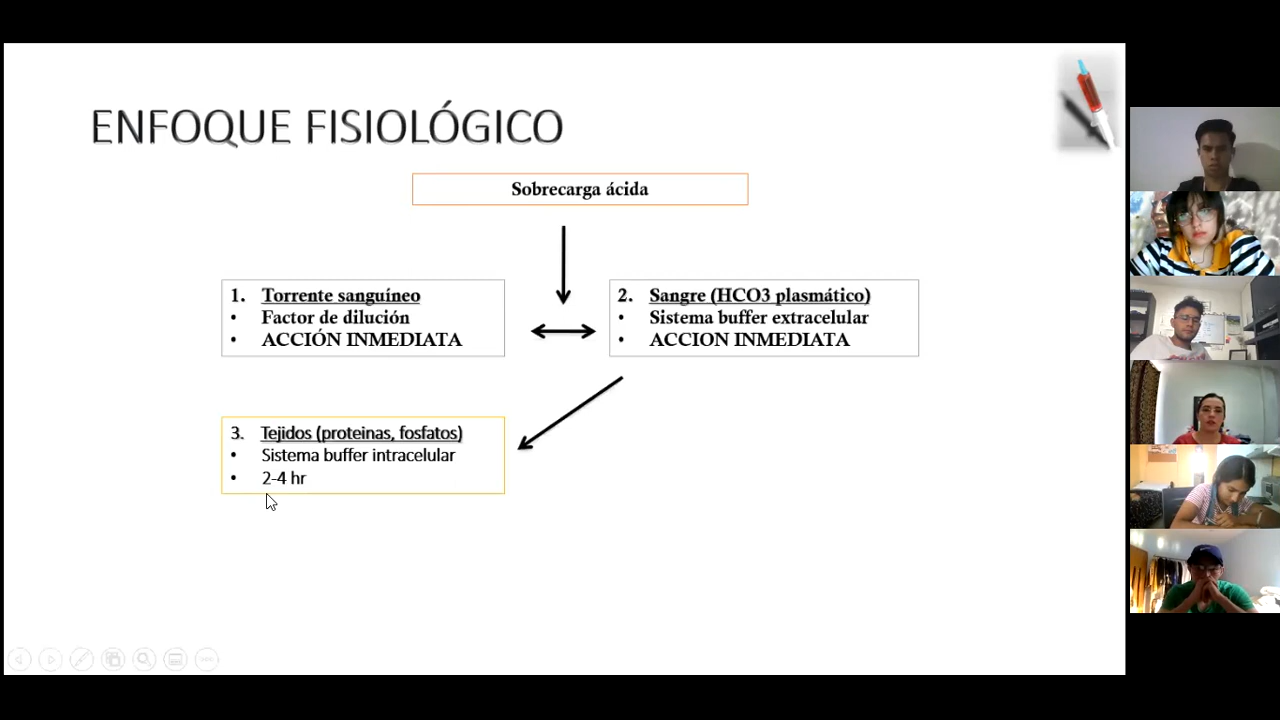 ENFOQUE FISIOLÓGICO
Sobrecarga ácida
1. Torrente sanguíneo
• Factor de dilución
• ACCIÓN INMEDIATA
2. Sangre (HCO3 plasmático)
• Sistema buffer extracelular
• ACCION INMEDIATA
3. Tejidos (proteinas, fosfatos)
• Sistema buffer intracelular
• 2-4 hr